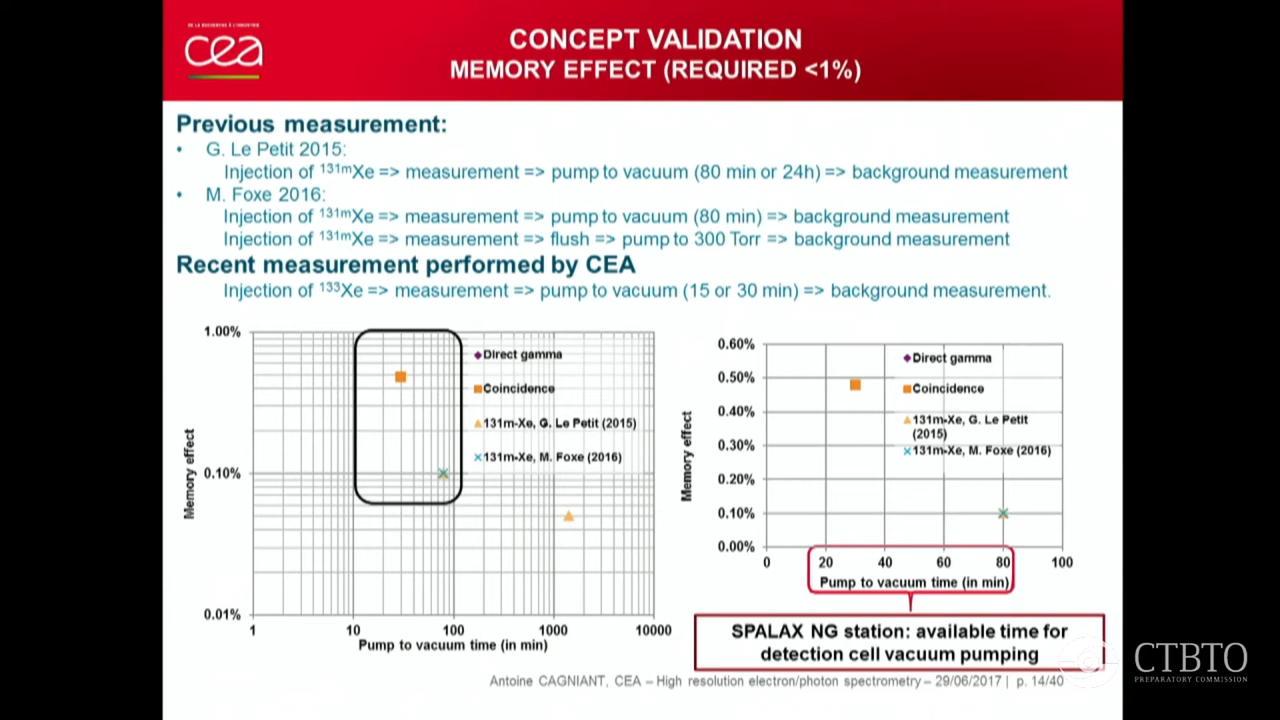 DE LA RECHERCHE À L'INDUSTRIE
cea
CONCEPT VALIDATION
MEMORY EFFECT (REQUIRED <1%)
Previous measurement:
• G. Le Petit 2015:
Injection of 131mXe => measurement => pump to vacuum (80 min or 24h) => background measurement
• M. Foxe 2016:
Injection of 131mXe => measurement => pump to vacuum (80 min) => background measurement
Injection of 131mXe => measurement => flush => pump to 300 Torr => background measurement
Recent measurement performed by CEA
Injection of 133Xe => measurement => pump to vacuum (15 or 30 min) => background measurement.
1.00%
0.10%
0.01%
Memory effect
Direct gamma
Coincidence
131m-Xe, G. Le Petit (2015)
131m-Xe, M. Foxe (2016)
1 10 100 1000 10000
Pump to vacuum time (in min)
0.60%
0.50%
0.40%
0.30%
0.20%
0.10%
0.00%
Memory effect
Direct gamma
Coincidence
131m-Xe, G. Le Petit
(2015)
131m-Xe, M. Foxe (2016)
0 20 40 60 80 100
Pump to vacuum time (in min)
SPALAX NG station: available time for
detection cell vacuum pumping
Antoine CAGNIANT, CEA – High resolution electron/photon spectrometry – 29/06/2017 | p. 14/40
CTBTO
PREPARATORY COMMISSION